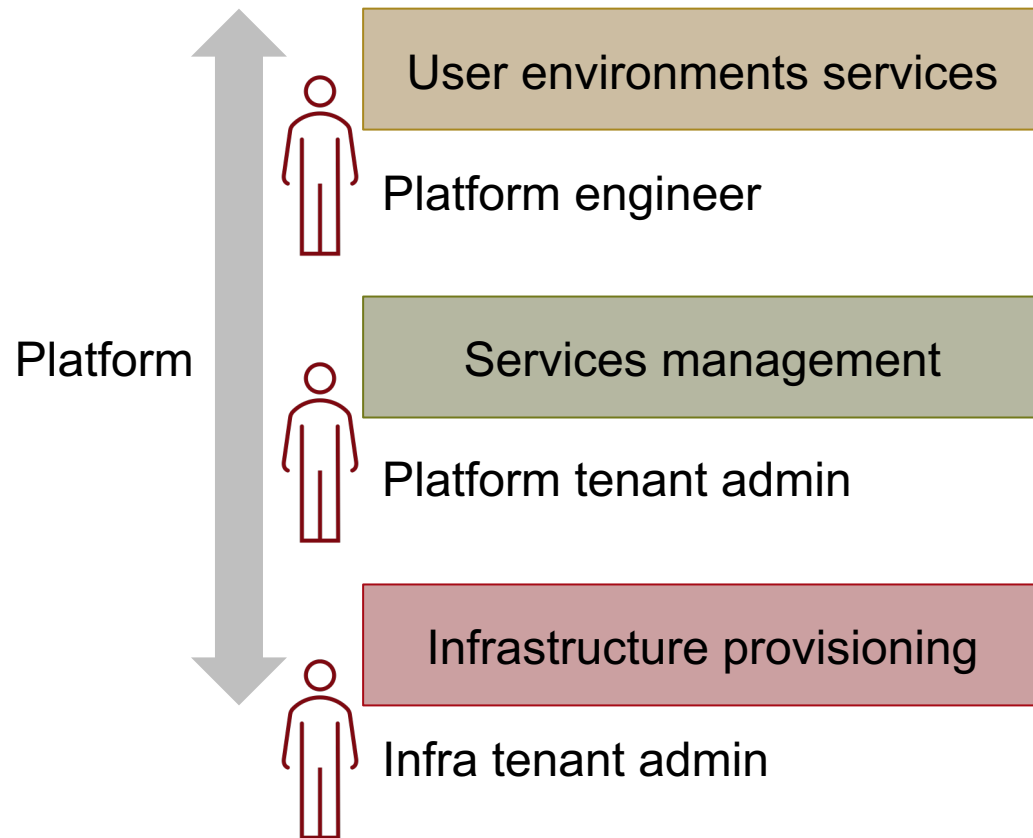 User environments services
Platform engineer
Platform
Services management
Platform tenant admin
Infrastructure provisioning
Infra tenant admin